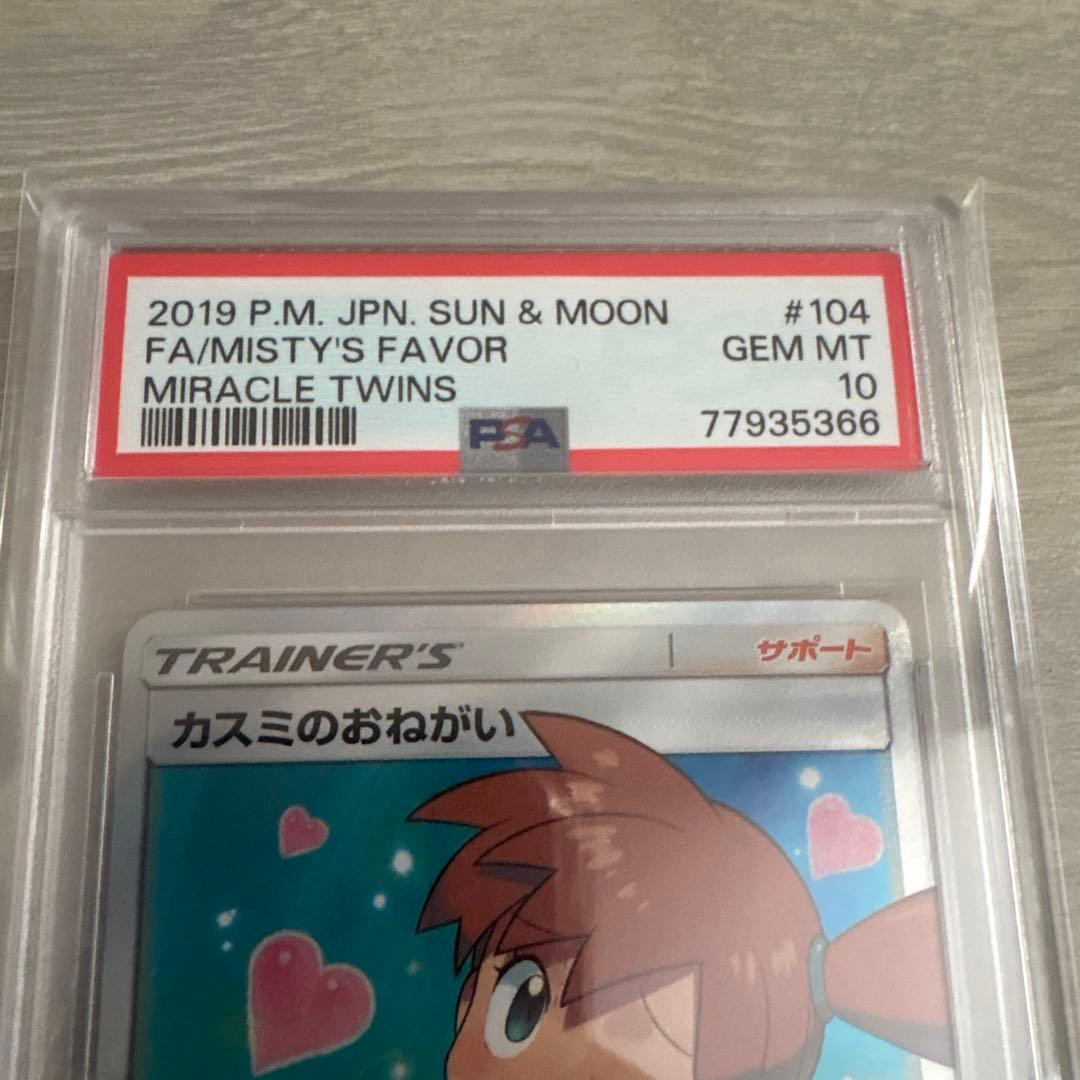 2019 P.M. JPN. SUN & MOON #104
FA/MISTY'S FAVOR GEM MT
MIRACLE TWINS 10
PSA 77935366
TRAINER'S サポート
カスミのおねがい